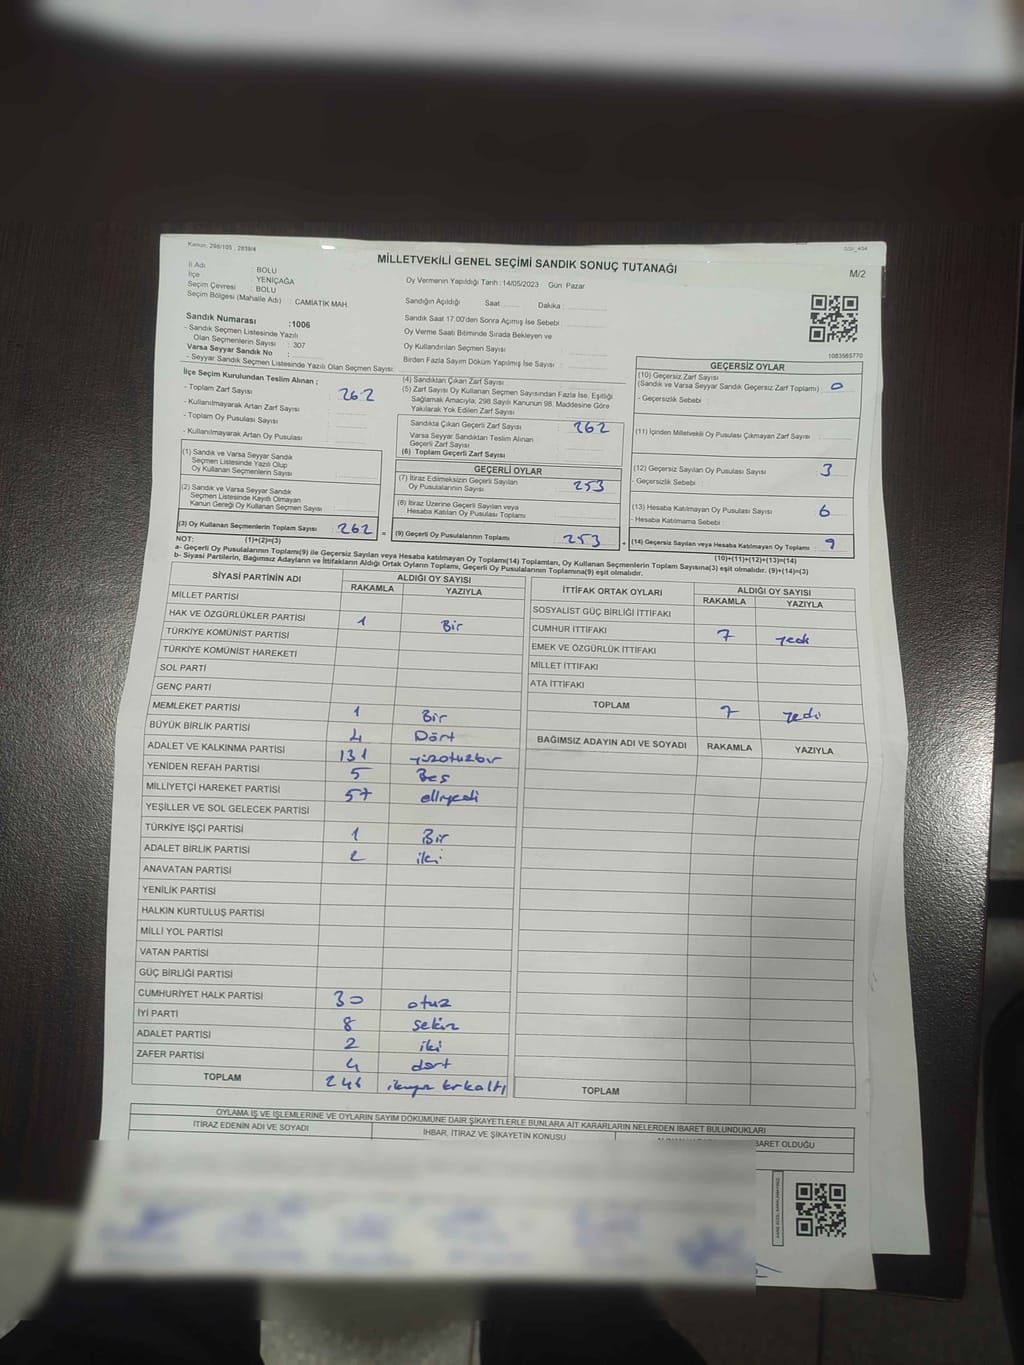 Kanun: 298/105 , 2839/4
MİLLETVEKİLİ GENEL SEÇİMİ SANDIK SONUÇ TUTANAĞI
M/2
İl Adı : BOLU
İlçe : YENİÇAĞA
Seçim Çevresi : BOLU
Seçim Bölgesi (Mahalle Adı) : CAMİATİK MAH.
Oy Vermenin Yapıldığı Tarih : 14/05/2023 Gün: Pazar
Sandığın Açıldığı Saat: Dakika :
Sandık Saat 17:00'den Sonra Açımış İse Sebebi :
Oy Verme Saati Bitiminde Sırada Bekleyen ve
Oy Kullandırılan Seçmen Sayısı :
Birden Fazla Sayım Döküm Yapılmış İse Sayısı :
1083565770
Sandık Numarası :1006
- Sandık Seçmen Listesinde Yazılı
Olan Seçmenlerin Sayısı : 307
Varsa Seyyar Sandık No :
- Seyyar Sandık Seçmen Listesinde Yazılı Olan Seçmen Sayısı:
İlçe Seçim Kurulundan Teslim Alınan ;
- Toplam Zarf Sayısı : 262
- Kullanılmayarak Artan Zarf Sayısı :
- Toplam Oy Pusulası Sayısı :
- Kullanılmayarak Artan Oy Pusulası
(1) Sandık ve Varsa Seyyar Sandık
Seçmen Listesinde Yazılı Olup
Oy Kullanan Seçmenlerin Sayısı :
(2) Sandık ve Varsa Seyyar Sandık
Seçmen Listesinde Kayıtlı Olmayan
Kanun Gereği Oy Kullanan Seçmen Sayısı :
(3) Oy Kullanan Seçmenlerin Toplam Sayısı : 262
(4) Sandıktan Çıkan Zarf Sayısı :
(5) Zarf Sayısı Oy Kullanan Seçmen Sayısından Fazla İse, Eşitliği
Sağlamak Amacıyla; 298 Sayılı Kanunun 98. Maddesine Göre
Yakılarak Yok Edilen Zarf Sayısı
Sandıkta Çıkan Geçerli Zarf Sayısı : 262
Varsa Seyyar Sandıktan Teslim Alınan
Geçerli Zarf Sayısı
(6) Toplam Geçerli Zarf Sayısı :
GEÇERLİ OYLAR
(7) İtiraz Edilmeksizin Geçerli Sayılan
Oy Pusulalarının Sayısı : 253
(8) İtiraz Üzerine Geçerli Sayılan veya
Hesaba Katılan Oy Pusulası Toplamı :
= (9) Geçerli Oy Pusulalarının Toplamı 253 +
GEÇERSİZ OYLAR
(10) Geçersiz Zarf Sayısı
(Sandık ve Varsa Seyyar Sandık Geçersiz Zarf Toplamı) : 0
- Geçersizlik Sebebi :
(11) İçinden Milletvekili Oy Pusulası Çıkmayan Zarf Sayısı :
(12) Geçersiz Sayılan Oy Pusulası Sayısı : 3
- Geçersizlik Sebebi :
(13) Hesaba Katılmayan Oy Pusulası Sayısı : 6
- Hesaba Katılmama Sebebi :
(14) Geçersiz Sayılan veya Hesaba Katılmayan Oy Toplamı : 9
NOT: (1)+(2)=(3)
(10)+(11)+(12)+(13)=(14)
a- Geçerli Oy Pusulalarının Toplamı(9) ile Geçersiz Sayılan veya Hesaba katılmayan Oy Toplamı(14) Toplamları, Oy Kullanan Seçmenlerin Toplam Sayısına(3) eşit olmalıdır. (9)+(14)=(3)
b- Siyasi Partilerin, Bağımsız Adayların ve İttifakların Aldığı Ortak Oyların Toplamı, Geçerli Oy Pusulalarının Toplamına(9) eşit olmalıdır.
SİYASİ PARTİNİN ADI ALDIĞI OY SAYISI
RAKAMLA YAZIYLA
MİLLET PARTİSİ
HAK VE ÖZGÜRLÜKLER PARTİSİ 1 Bir
TÜRKİYE KOMÜNİST PARTİSİ
TÜRKİYE KOMÜNİST HAREKETİ
SOL PARTİ
GENÇ PARTİ
MEMLEKET PARTİSİ 1 Bir
BÜYÜK BİRLİK PARTİSİ 4 Dört
ADALET VE KALKINMA PARTİSİ 131 yüzotuzbir
YENİDEN REFAH PARTİSİ 5 Beş
MİLLİYETÇİ HAREKET PARTİSİ 57 elliyedi
YEŞİLLER VE SOL GELECEK PARTİSİ
TÜRKİYE İŞÇİ PARTİSİ 1 Bir
ADALET BİRLİK PARTISI 2 iki
ANAVATAN PARTİSİ
YENİLİK PARTİSİ
HALKIN KURTULUŞ PARTİSİ
MİLLİ YOL PARTİSİ
VATAN PARTİSİ
GÜÇ BİRLİĞİ PARTİSİ
CUMHURİYET HALK PARTİSİ 30 otuz
İYİ PARTİ 8 sekiz
ADALET PARTİSİ 2 iki
ZAFER PARTİSİ 4 dört
TOPLAM 246 ikiyüz kırkaltı
İTTİFAK ORTAK OYLARI ALDIĞI OY SAYISI
RAKAMLA YAZIYLA
SOSYALİST GÜÇ BİRLİĞİ İTTİFAKI
CUMHUR İTTİFAKI 7 yedi
EMEK VE ÖZGÜRLÜK İTTİFAKI
MİLLET İTTİFAKI
ATA İTTİFAKI
TOPLAM 7 yedi
BAĞIMSIZ ADAYIN ADI VE SOYADI RAKAMLA YAZIYLA
TOPLAM
OYLAMA İŞ VE İŞLEMLERİNE VE OYLARIN SAYIM DÖKÜMÜNE DAİR ŞİKAYETLERLE BUNLARA AİT KARARLARIN NELERDEN İBARET BULUNDUKLARI
İTİRAZ EDENİN ADI VE SOYADI İHBAR, İTİRAZ VE ŞİKAYETİN KONUSU BARET OLDUĞU